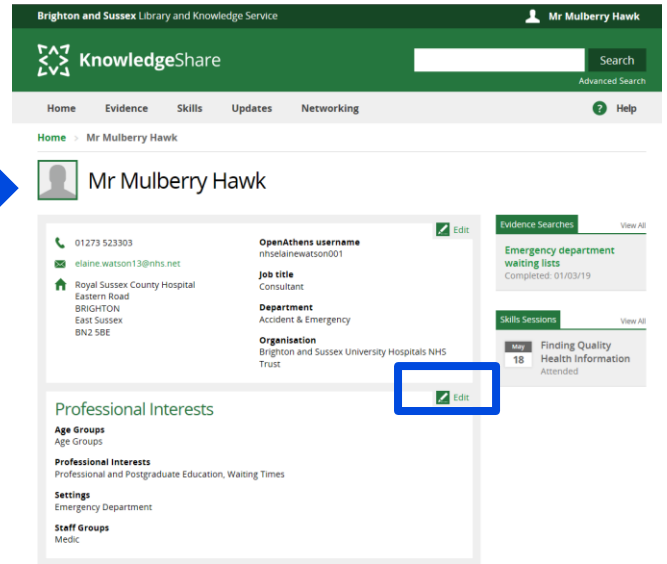 Brighton and Sussex Library and Knowledge Service
Mr Mulberry Hawk
KnowledgeShare
Search
Advanced Search
Home Evidence Skills Updates Networking
? Help
Home > Mr Mulberry Hawk
Mr Mulberry Hawk
Edit
01273 523303
elaine.watson13@nhs.net
Royal Sussex County Hospital
Eastern Road
BRIGHTON
East Sussex
BN2 5BE
OpenAthens username
nhselainewatson001
Job title
Consultant
Department
Accident & Emergency
Organisation
Brighton and Sussex University Hospitals NHS
Trust
Evidence Searches View All
Emergency department
waiting lists
Completed: 01/03/19
Skills Sessions View All
May
18
Finding Quality
Health Information
Attended
Professional Interests
Edit
Age Groups
Age Groups
Professional Interests
Professional and Postgraduate Education, Waiting Times
Settings
Emergency Department
Staff Groups
Medic